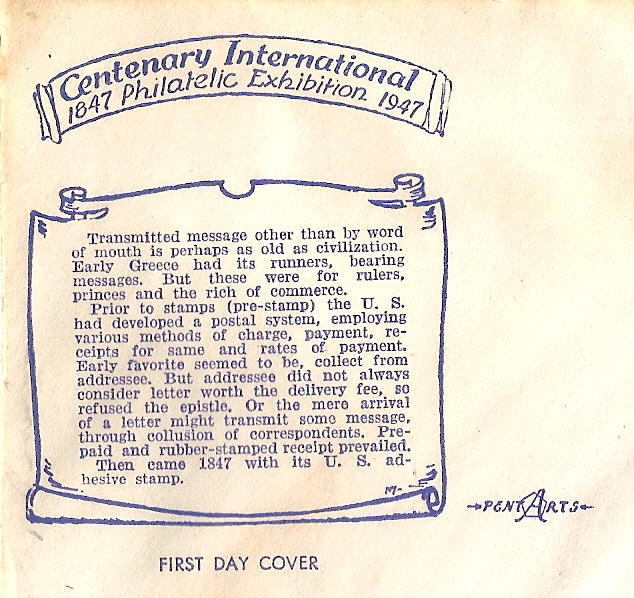 Centenary International
1847 Philatelic Exhibition 1947
Transmitted message other than by word
of mouth is perhaps as old as civilization.
Early Greece had its runners, bearing
messages. But these were for rulers,
princes and the rich of commerce.
Prior to stamps (pre-stamp) the U. S.
had developed a postal system, employing
various methods of charge, payment, re-
ceipts for same and rates of payment.
Early favorite seemed to be, collect from
addressee. But addressee did not always
consider letter worth the delivery fee, so
refused the epistle. Or the mere arrival
of a letter might transmit some message,
through collusion of correspondents. Pre-
paid and rubber-stamped receipt prevailed.
Then came 1847 with its U. S. ad-
hesive stamp.
M-
PENT ARTS
FIRST DAY COVER